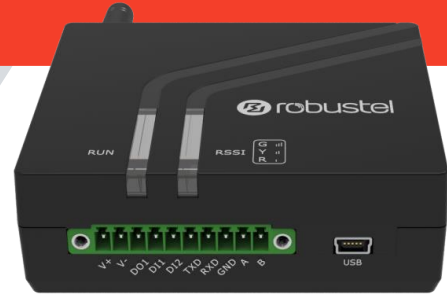 robustel
RUN
RSSI
G
Y
R
V+ V- DO1 DI1 DI2 TXD RXD GND A B
USB